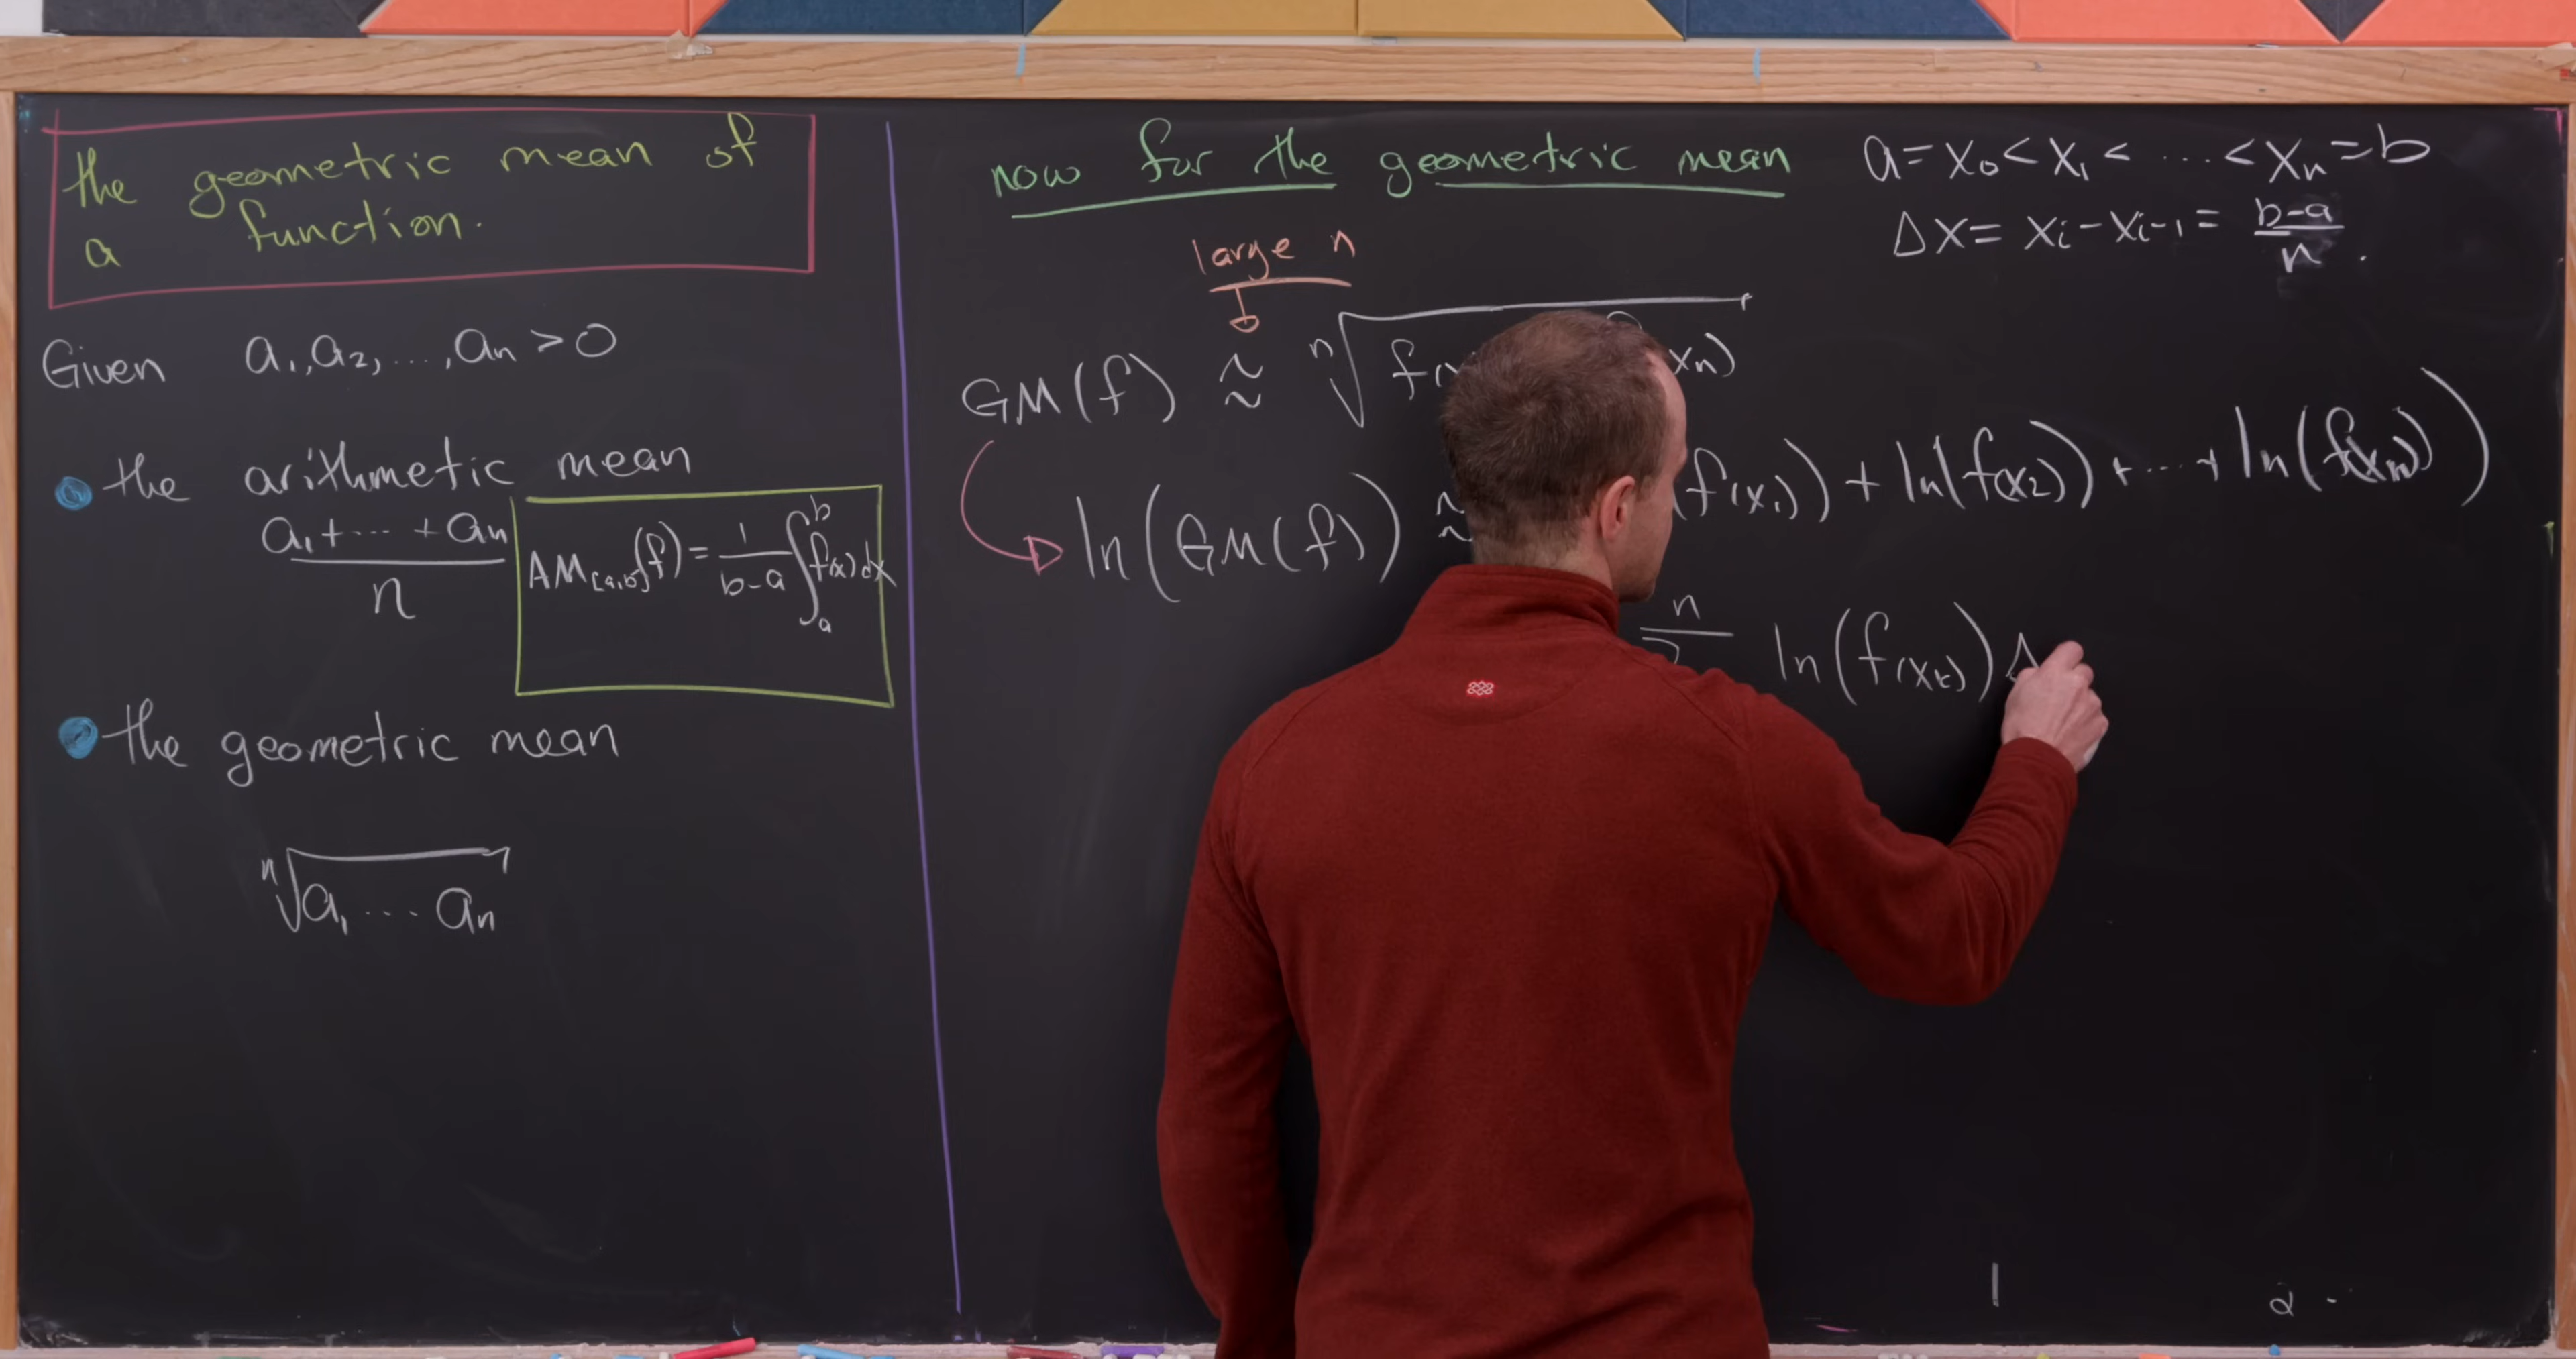 the geometric mean of
a function.
Given a₁, a₂, ..., aₙ > 0
the arithmetic mean
a₁ + ... + aₙ / n
AM[a,b](f) = 1/(b-a) ∫ₐᵇ f(x) dx
the geometric mean
ⁿ√a₁ ... aₙ
now for the geometric mean
a = x₀ < x₁ < ... < xₙ = b
Δx = xᵢ - xᵢ₋₁ = b-a / n .
large n
GM(f) ≈ ⁿ√f( xₙ)
ln(GM(f)) ≈ (f(x₁)) + ln(f(x₂)) + ... + ln(f(xₙ)))
n ln(f(xₖ)) Δ